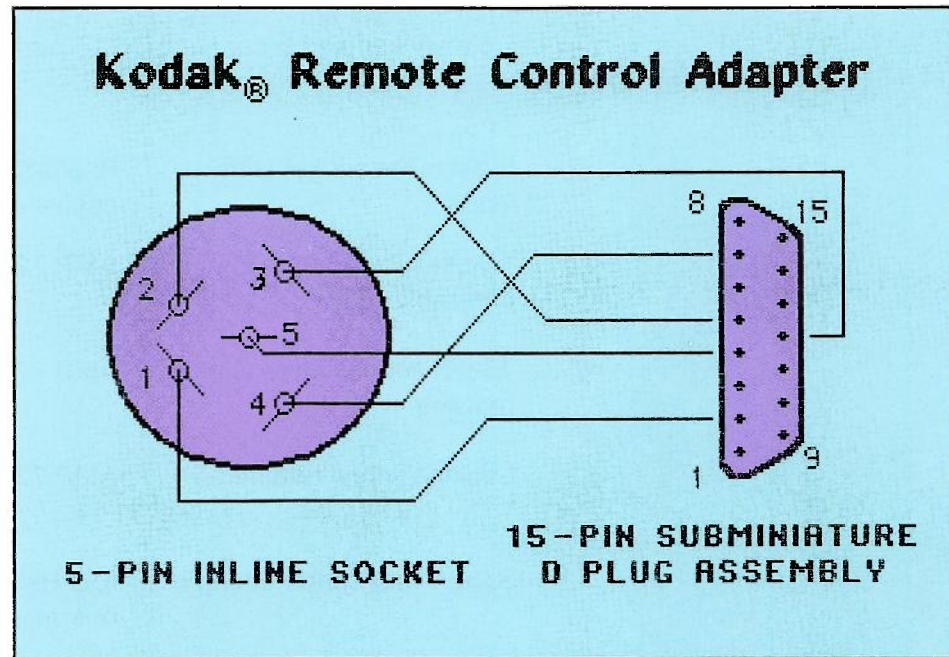 Kodak® Remote Control Adapter
8
15
2
3
5
1
4
1
9
15-PIN SUBMINIATURE
5-PIN INLINE SOCKET
D PLUG ASSEMBLY